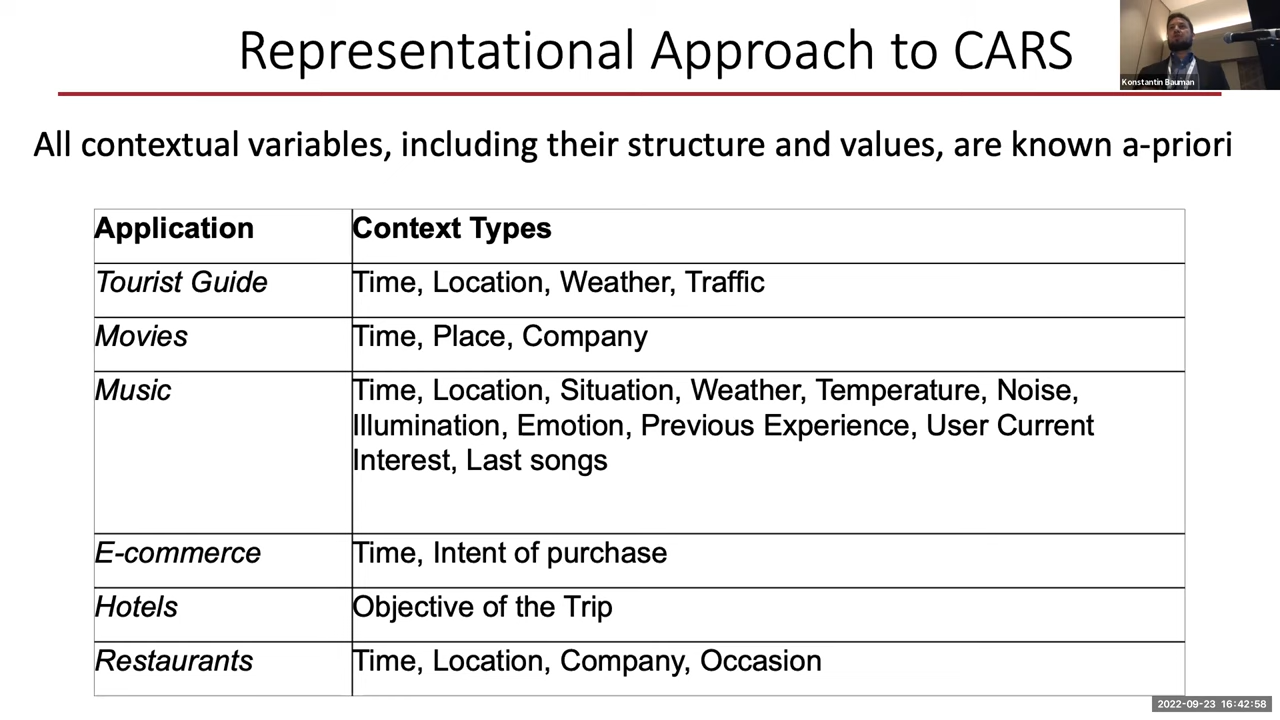 Representational Approach to CARS
Konstantin Bauman
All contextual variables, including their structure and values, are known a-priori
Application Context Types
Tourist Guide Time, Location, Weather, Traffic
Movies Time, Place, Company
Music Time, Location, Situation, Weather, Temperature, Noise,
Illumination, Emotion, Previous Experience, User Current
Interest, Last songs
E-commerce Time, Intent of purchase
Hotels Objective of the Trip
Restaurants Time, Location, Company, Occasion
2022-09-23 16:42:58